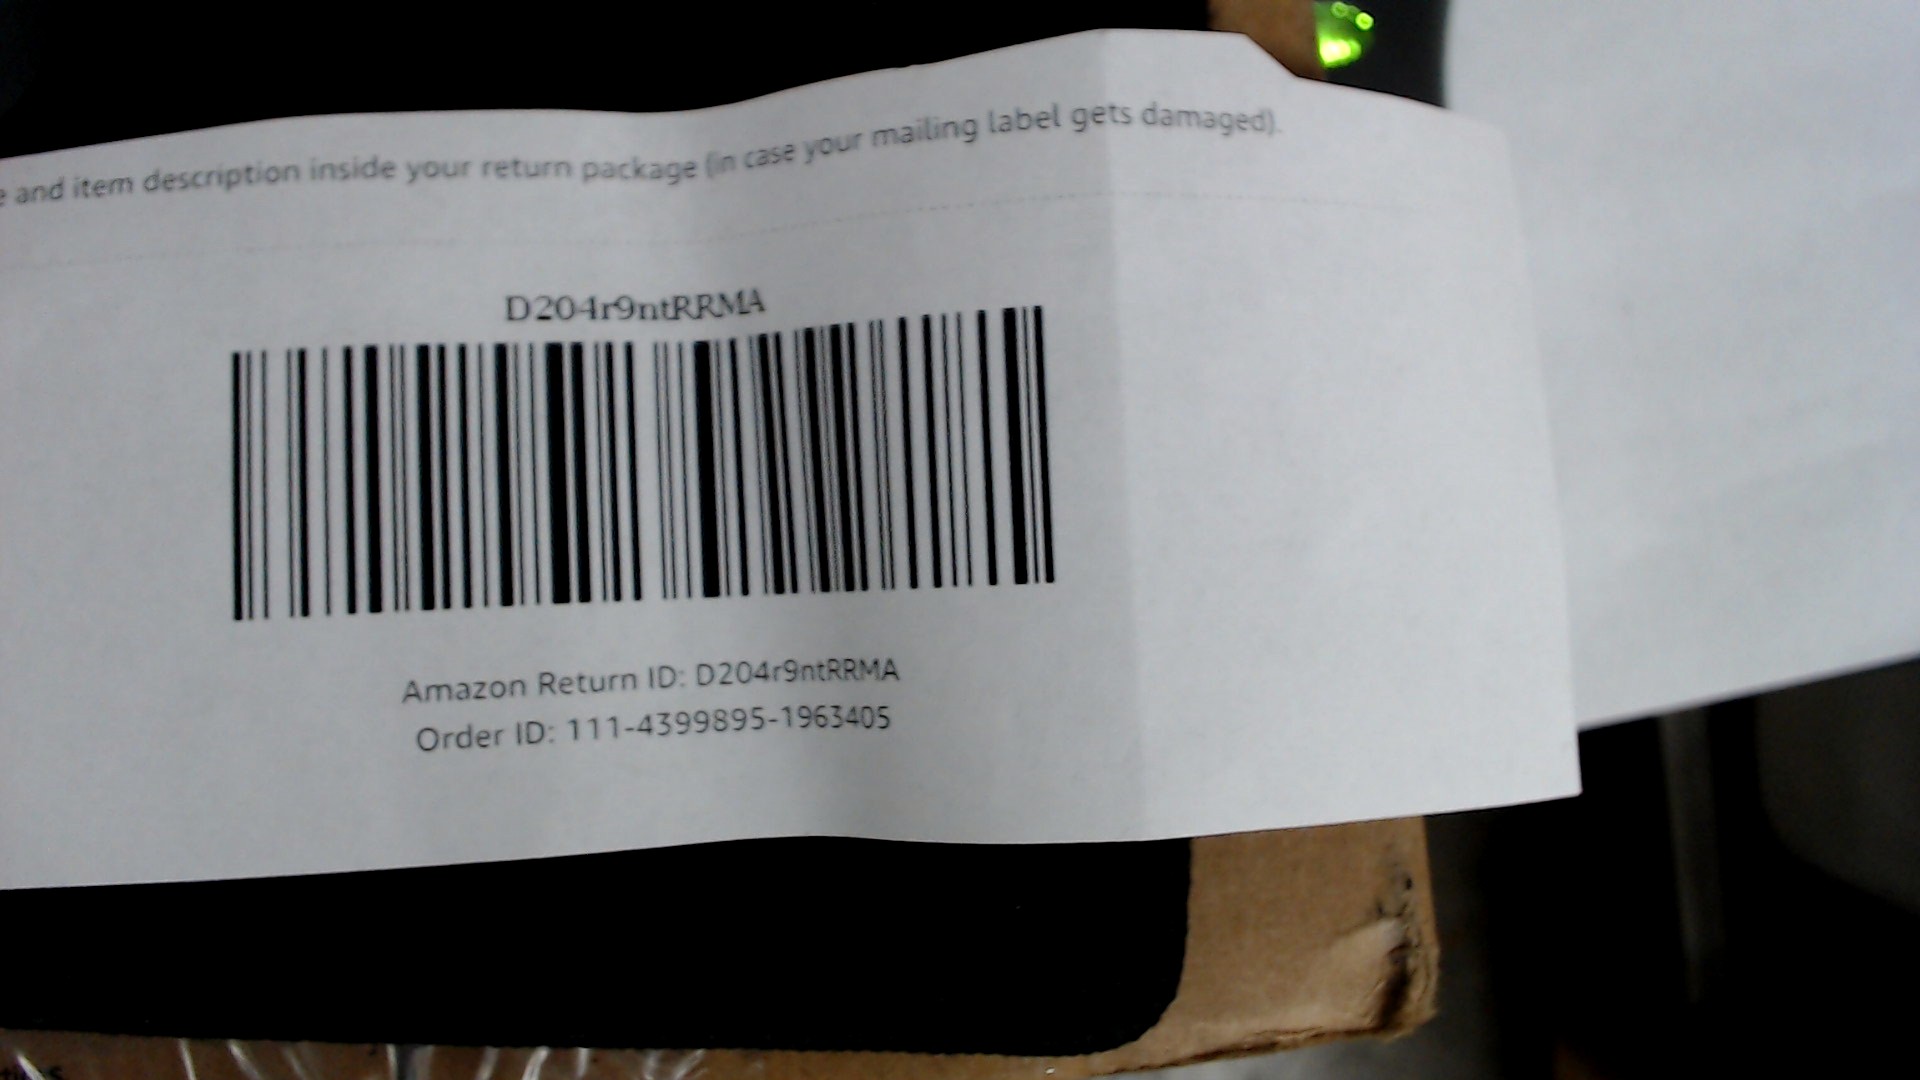 and item description inside your return package (in case your mailing label gets damaged).
D204r9ntRRMA
Amazon Return ID: D204r9ntRRMA
Order ID: 111-4399895-1963405